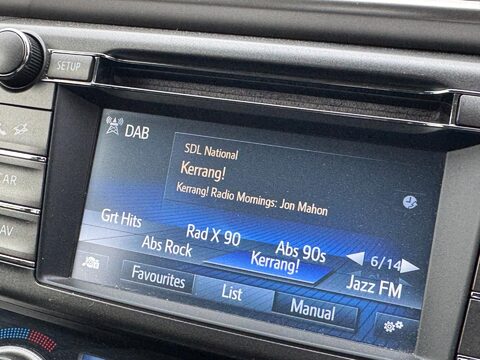 SETUP
DAB
SDL National
Kerrang!
Kerrang! Radio Mornings: Jon Mahon
Grt Hits
Rad X 90
Abs 90s
6/14
Abs Rock
Kerrang!
Jazz FM
Favourites
List
Manual
CAR